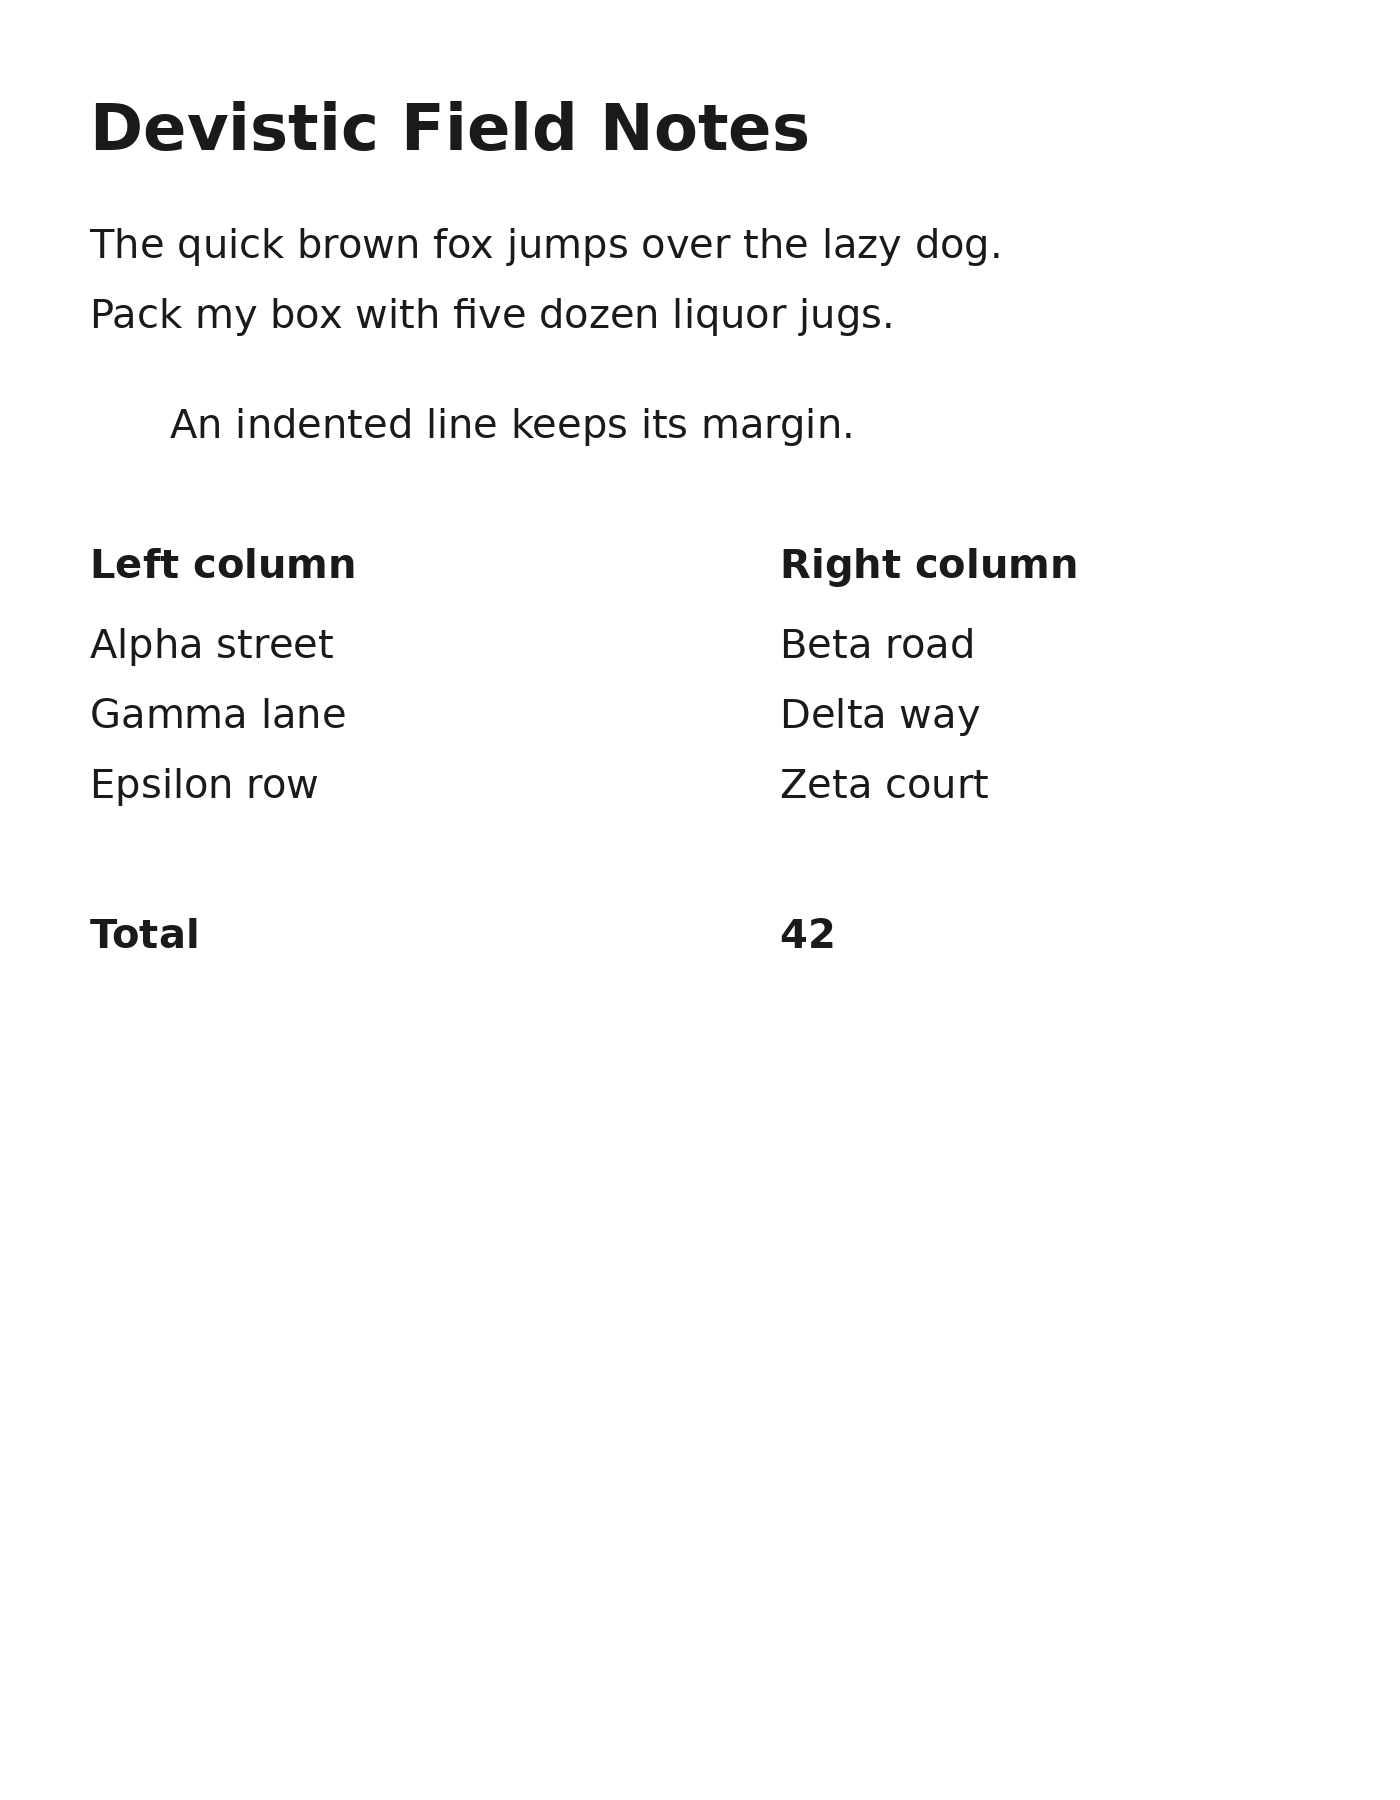 Devistic Field Notes
The quick brown fox jumps over the lazy dog.
Pack my box with five dozen liquor jugs.
An indented line keeps its margin.
Left column Right column
Alpha street Beta road
Gamma lane Delta way
Epsilon row Zeta court
Total 42